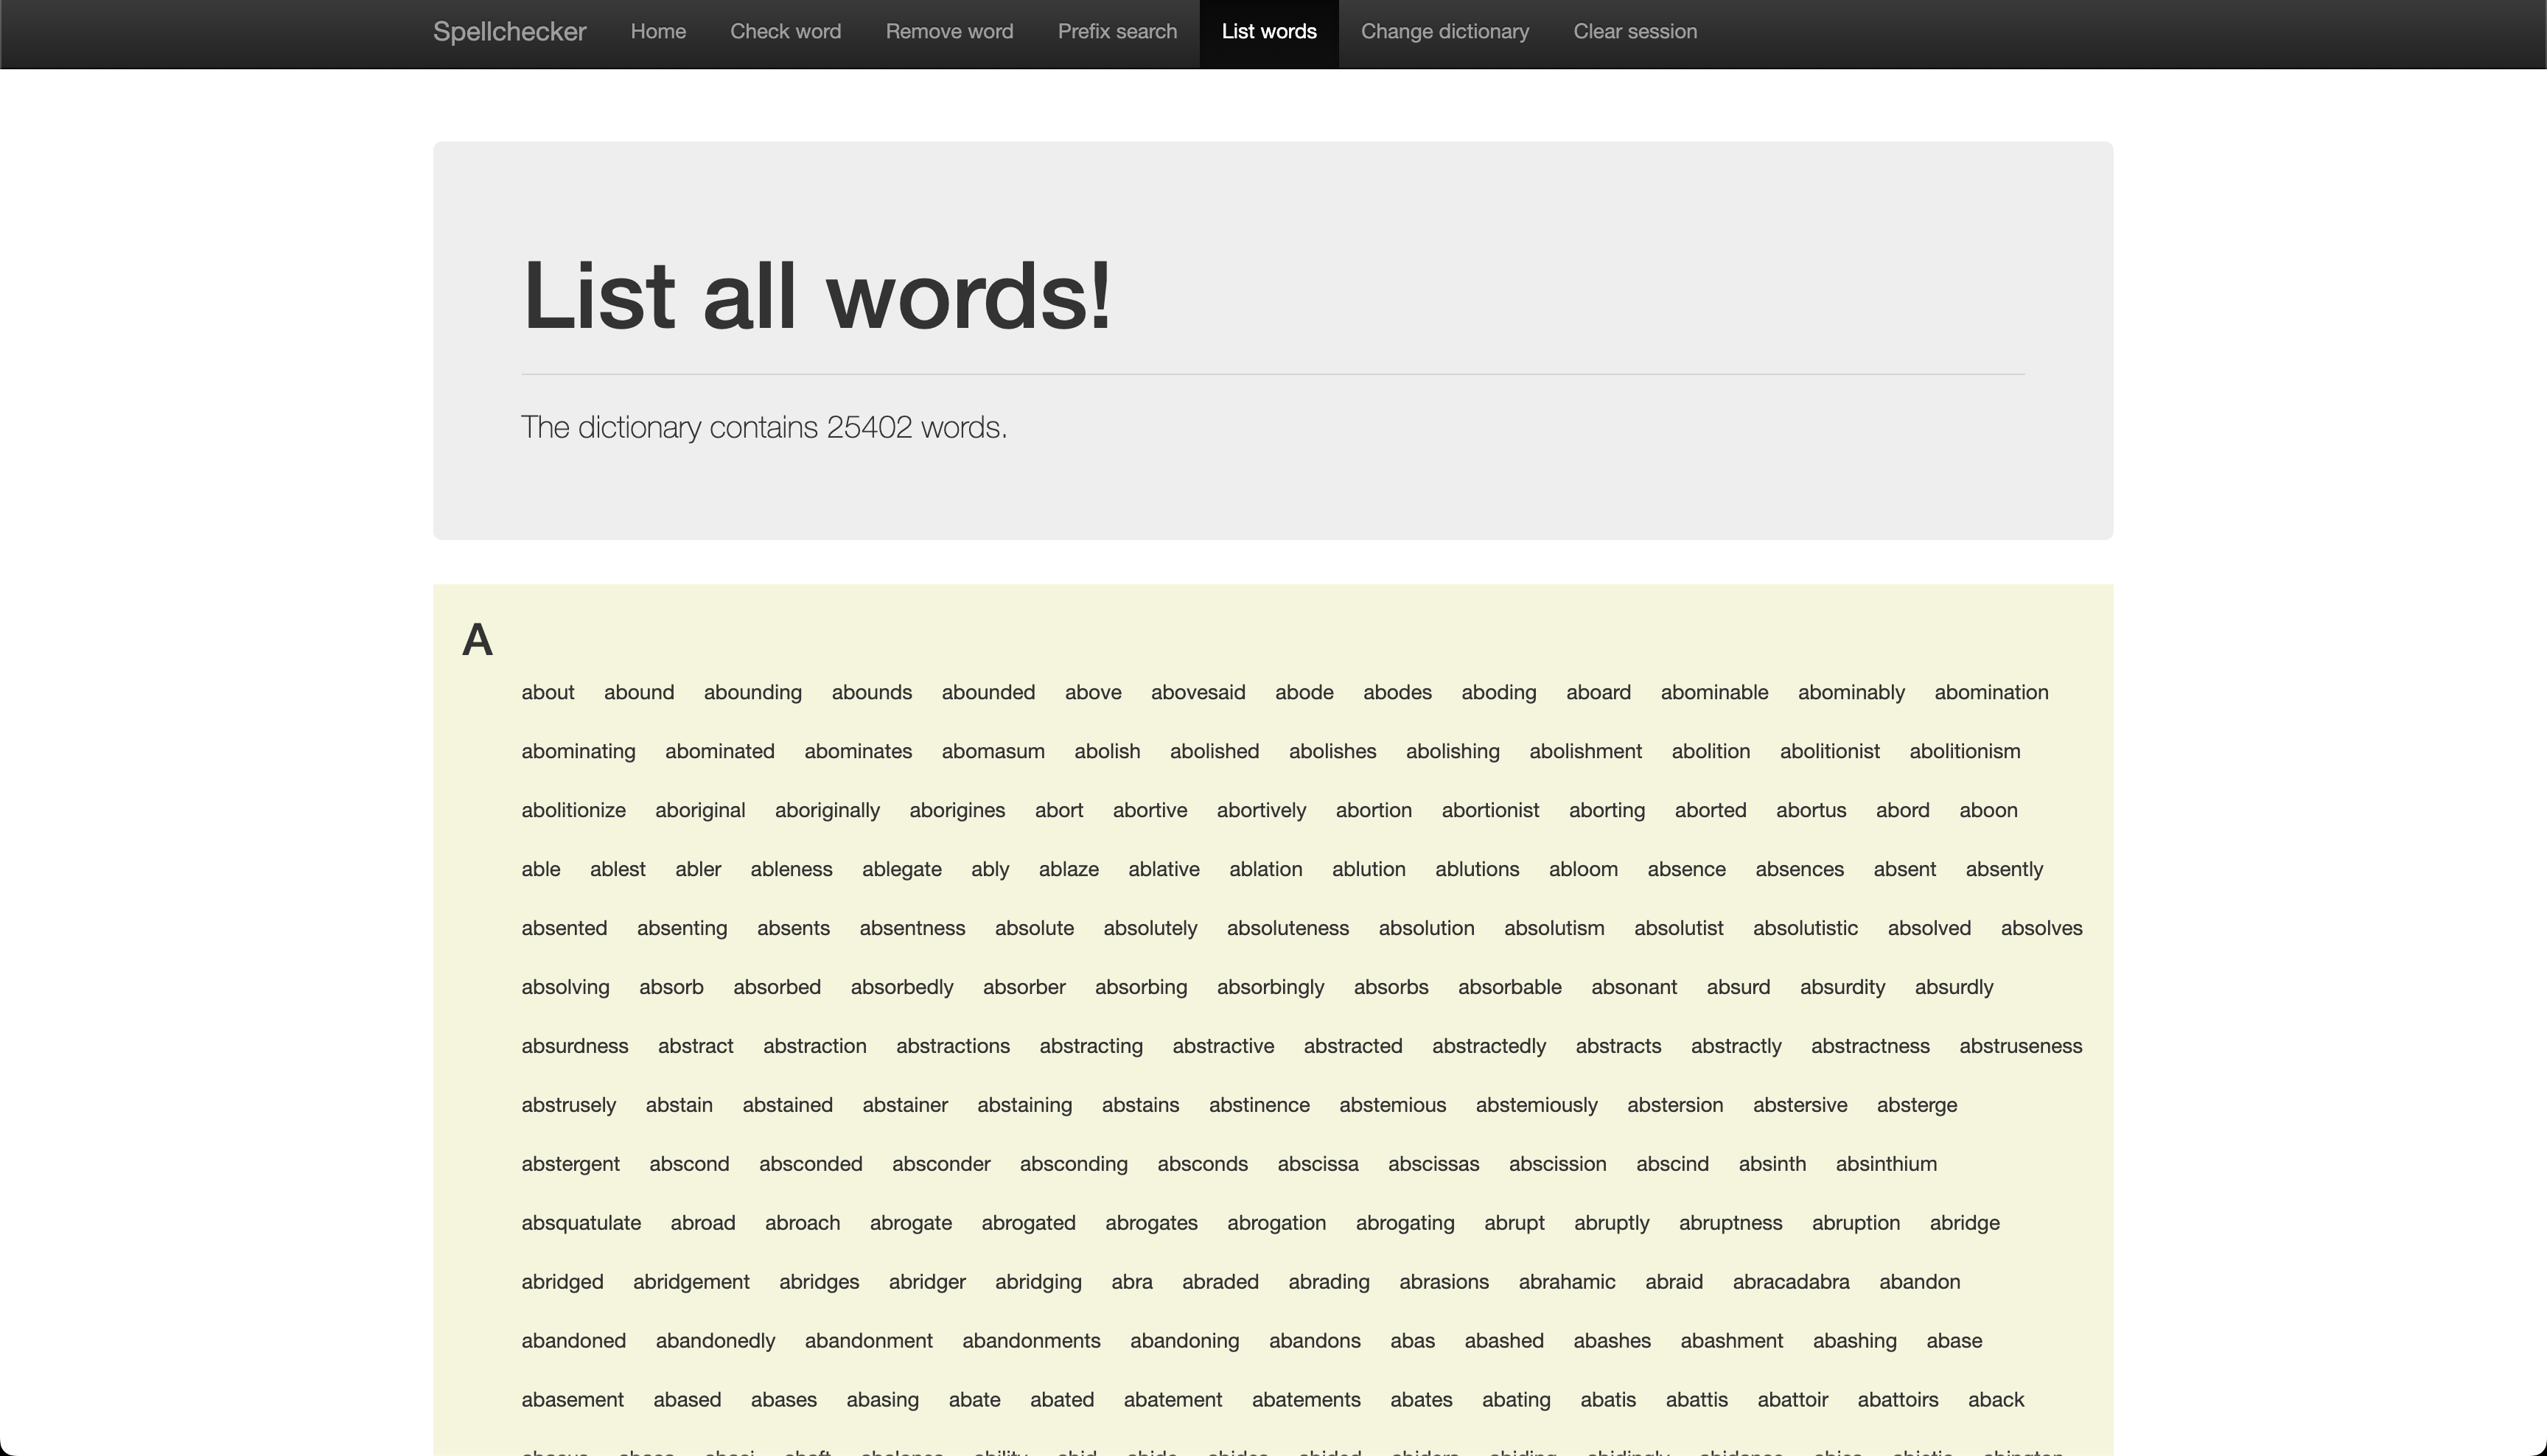 Spellchecker Home Check word Remove word Prefix search List words Change dictionary Clear session
List all words!
The dictionary contains 25402 words.
A
about abound abounding abounds abounded above abovesaid abode abodes aboding aboard abominable abominably abomination
abominating abominated abominates abomasum abolish abolished abolishes abolishing abolishment abolition abolitionist abolitionism
abolitionize aboriginal aboriginally aborigines abort abortive abortively abortion abortionist aborting aborted abortus abord aboon
able ablest abler ableness ablegate ably ablaze ablative ablation ablution ablutions abloom absence absences absent absently
absented absenting absents absentness absolute absolutely absoluteness absolution absolutism absolutist absolutistic absolved absolves
absolving absorb absorbed absorbedly absorber absorbing absorbingly absorbs absorbable absonant absurd absurdity absurdly
absurdness abstract abstraction abstractions abstracting abstractive abstracted abstractedly abstracts abstractly abstractness abstruseness
abstrusely abstain abstained abstainer abstaining abstains abstinence abstemious abstemiously abstersion abstersive absterge
abstergent abscond absconded absconder absconding absconds abscissa abscissas abscission abscind absinth absinthium
absquatulate abroad abroach abrogate abrogated abrogates abrogation abrogating abrupt abruptly abruptness abruption abridge
abridged abridgement abridges abridger abridging abra abraded abrading abrasions abrahamic abraid abracadabra abandon
abandoned abandonedly abandonment abandonments abandoning abandons abas abashed abashes abashment abashing abase
abasement abased abases abasing abate abated abatement abatements abates abating abatis abattis abattoir abattoirs aback